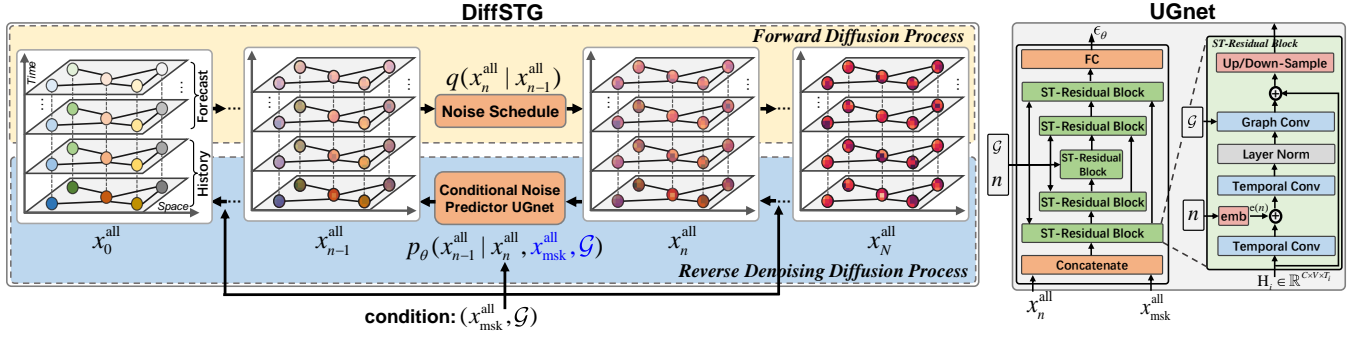 DiffSTG
Forward Diffusion Process
Time
Forecast
History
Space
q(x_n^all | x_{n-1}^all)
Noise Schedule
Conditional Noise
Predictor UGnet
x_0^all
x_{n-1}^all
p_θ(x_{n-1}^all | x_n^all, x_msk^all, 𝒢)
x_n^all
x_N^all
Reverse Denoising Diffusion Process
condition: (x_msk^all, 𝒢)
UGnet
ϵ_θ
FC
ST-Residual Block
ST-Residual Block
ST-Residual
Block
ST-Residual Block
ST-Residual Block
Concatenate
𝒢
n
x_n^all
x_msk^all
ST-Residual Block
Up/Down-Sample
+
𝒢
Graph Conv
Layer Norm
Temporal Conv
n
emb
e(n)
+
Temporal Conv
H_i ∈ ℝ^{C×V×T_i}